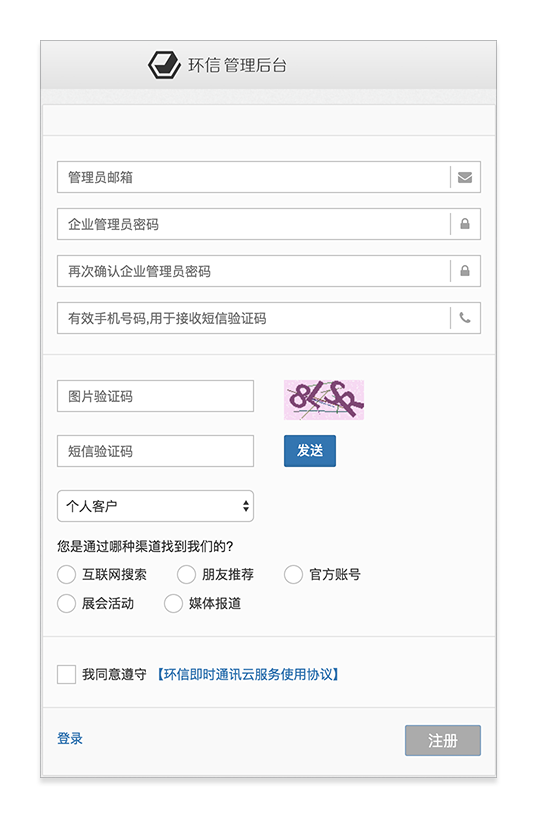 环信 管理后台
管理员邮箱
企业管理员密码
再次确认企业管理员密码
有效手机号码,用于接收短信验证码
图片验证码
短信验证码
发送
个人客户
您是通过哪种渠道找到我们的?
互联网搜索 朋友推荐 官方账号
展会活动 媒体报道
我同意遵守 【环信即时通讯云服务使用协议】
登录 注册